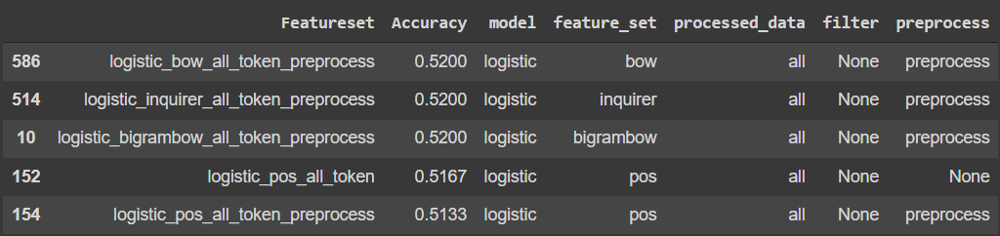 Featureset Accuracy model feature_set processed_data filter preprocess
586 logistic_bow_all_token_preprocess 0.5200 logistic bow all None preprocess
514 logistic_inquirer_all_token_preprocess 0.5200 logistic inquirer all None preprocess
10 logistic_bigrambow_all_token_preprocess 0.5200 logistic bigrambow all None preprocess
152 logistic_pos_all_token 0.5167 logistic pos all None None
154 logistic_pos_all_token_preprocess 0.5133 logistic pos all None preprocess